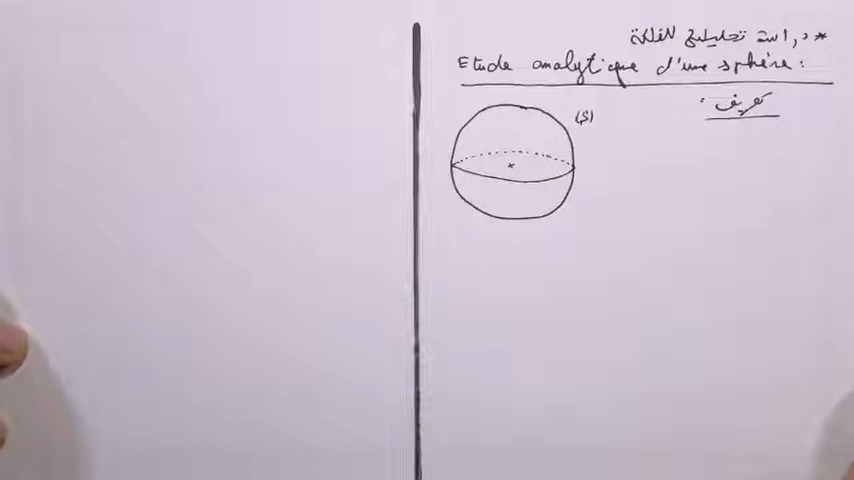 * دراسة تحليلية للفلكة
Etude analytique d'une sphère :
تعريف :
(S)